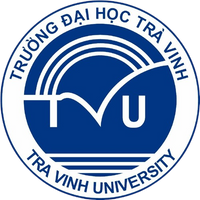 TRƯỜNG ĐẠI HỌC TRÀ VINH
TVU
TRA VINH UNIVERSITY